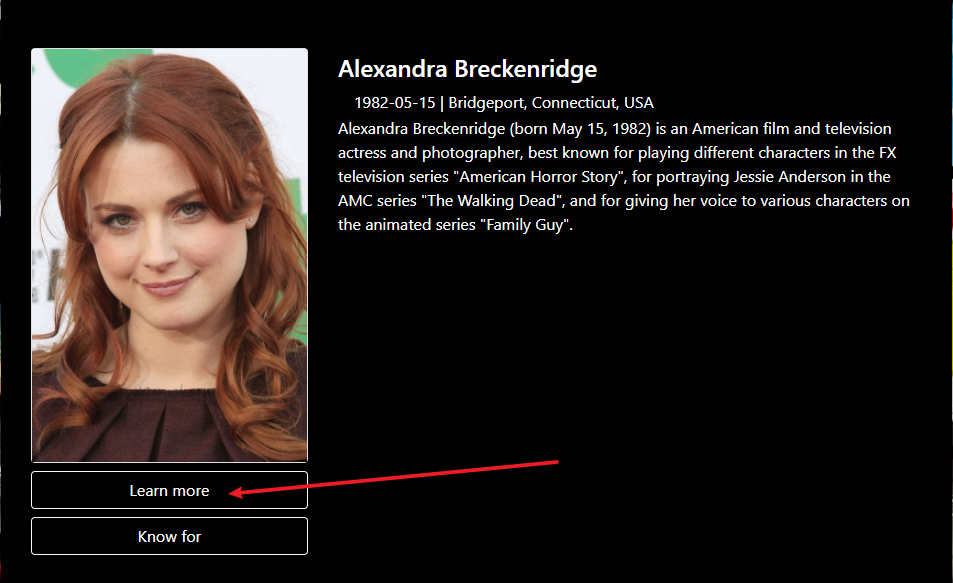 Alexandra Breckenridge
1982-05-15 | Bridgeport, Connecticut, USA
Alexandra Breckenridge (born May 15, 1982) is an American film and television
actress and photographer, best known for playing different characters in the FX
television series "American Horror Story", for portraying Jessie Anderson in the
AMC series "The Walking Dead", and for giving her voice to various characters on
the animated series "Family Guy".
Learn more
Know for